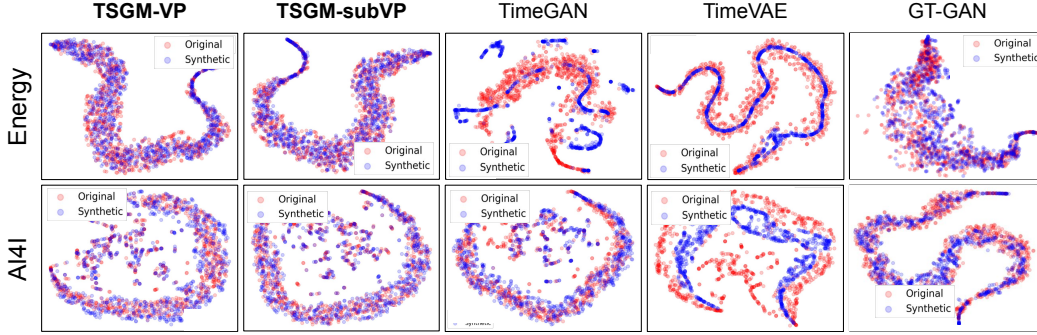 TSGM-VP TSGM-subVP TimeGAN TimeVAE GT-GAN
Energy
Original
Synthetic
Original
Synthetic
Original
Synthetic
Original
Synthetic
Original
Synthetic
AI4I
Original
Synthetic
Original
Synthetic
Original
Synthetic
Synthetic
Original
Synthetic
Original
Synthetic